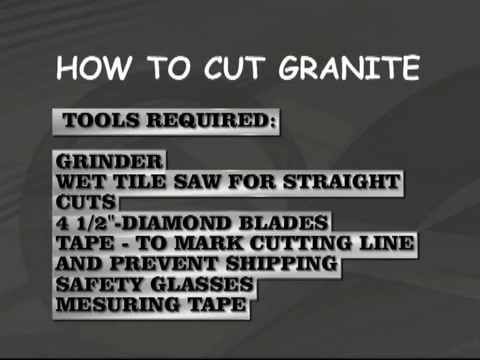 HOW TO CUT GRANITE
TOOLS REQUIRED:
GRINDER
WET TILE SAW FOR STRAIGHT
CUTS
4 1/2"-DIAMOND BLADES
TAPE - TO MARK CUTTING LINE
AND PREVENT SHIPPING
SAFETY GLASSES
MESURING TAPE